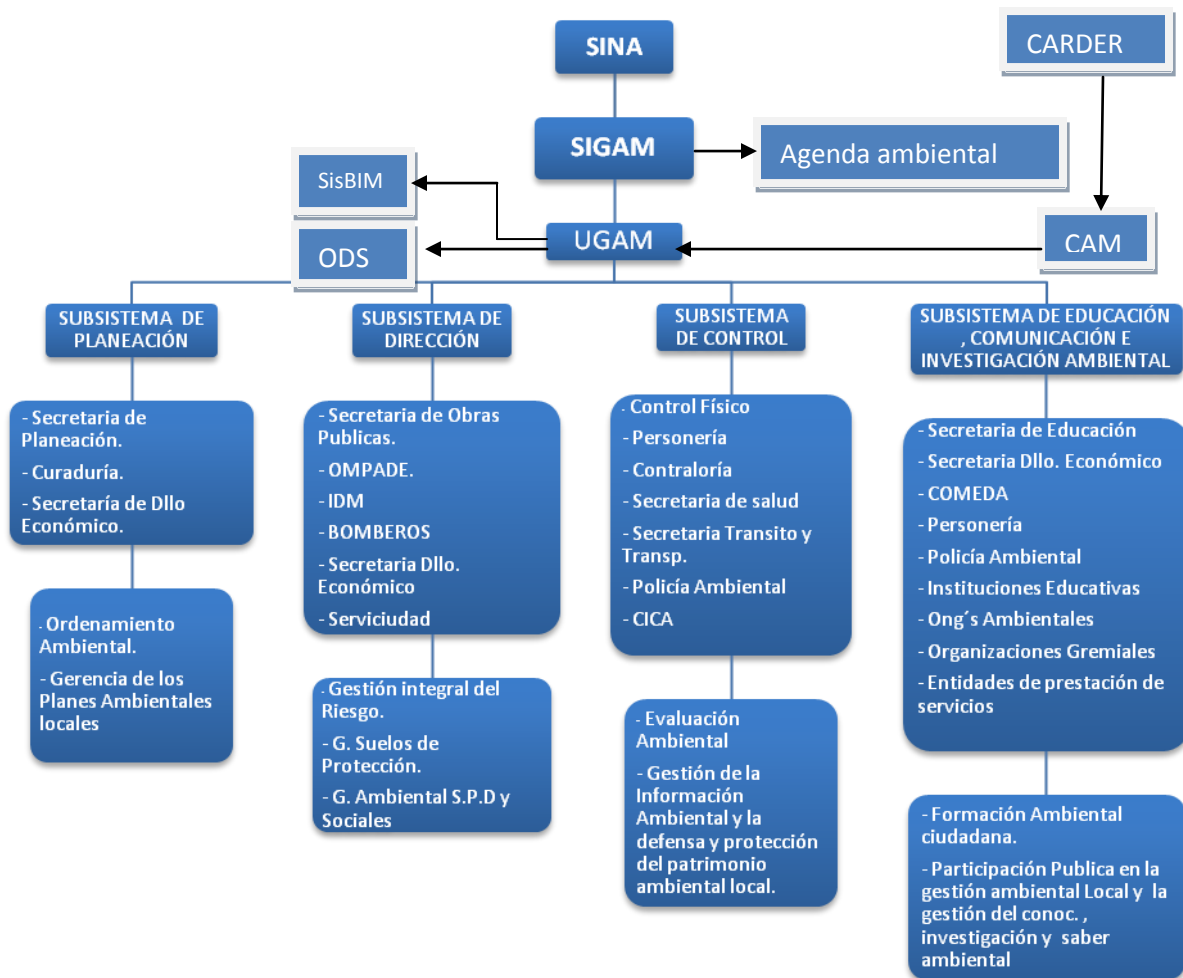 SINA
CARDER
SIGAM
Agenda ambiental
SisBIM
UGAM
CAM
ODS
SUBSISTEMA DE
PLANEACIÓN
- Secretaria de
Planeación.
- Curaduría.
- Secretaría de Dllo
Económico.
- Ordenamiento
Ambiental.
- Gerencia de los
Planes Ambientales
locales
SUBSISTEMA DE
DIRECCIÓN
- Secretaria de Obras
Publicas.
- OMPADE.
- IDM
- BOMBEROS
- Secretaria Dllo.
Económico
- Serviciudad
- Gestión integral del
Riesgo.
- G. Suelos de
Protección.
- G. Ambiental S.P.D y
Sociales
SUBSISTEMA
DE CONTROL
- Control Físico
- Personería
- Contraloría
- Secretaria de salud
- Secretaria Transito y
Transp.
- Policía Ambiental
- CICA
- Evaluación
Ambiental
- Gestión de la
Información
Ambiental y la
defensa y protección
del patrimonio
ambiental local.
SUBSISTEMA DE EDUCACIÓN
, COMUNICACIÓN E
INVESTIGACIÓN AMBIENTAL
- Secretaria de Educación
- Secretaria Dllo. Económico
- COMEDA
- Personería
- Policía Ambiental
- Instituciones Educativas
- Ong´s Ambientales
- Organizaciones Gremiales
- Entidades de prestación de
servicios
- Formación Ambiental
ciudadana.
- Participación Publica en la
gestión ambiental Local y la
gestión del conoc. ,
investigación y saber
ambiental